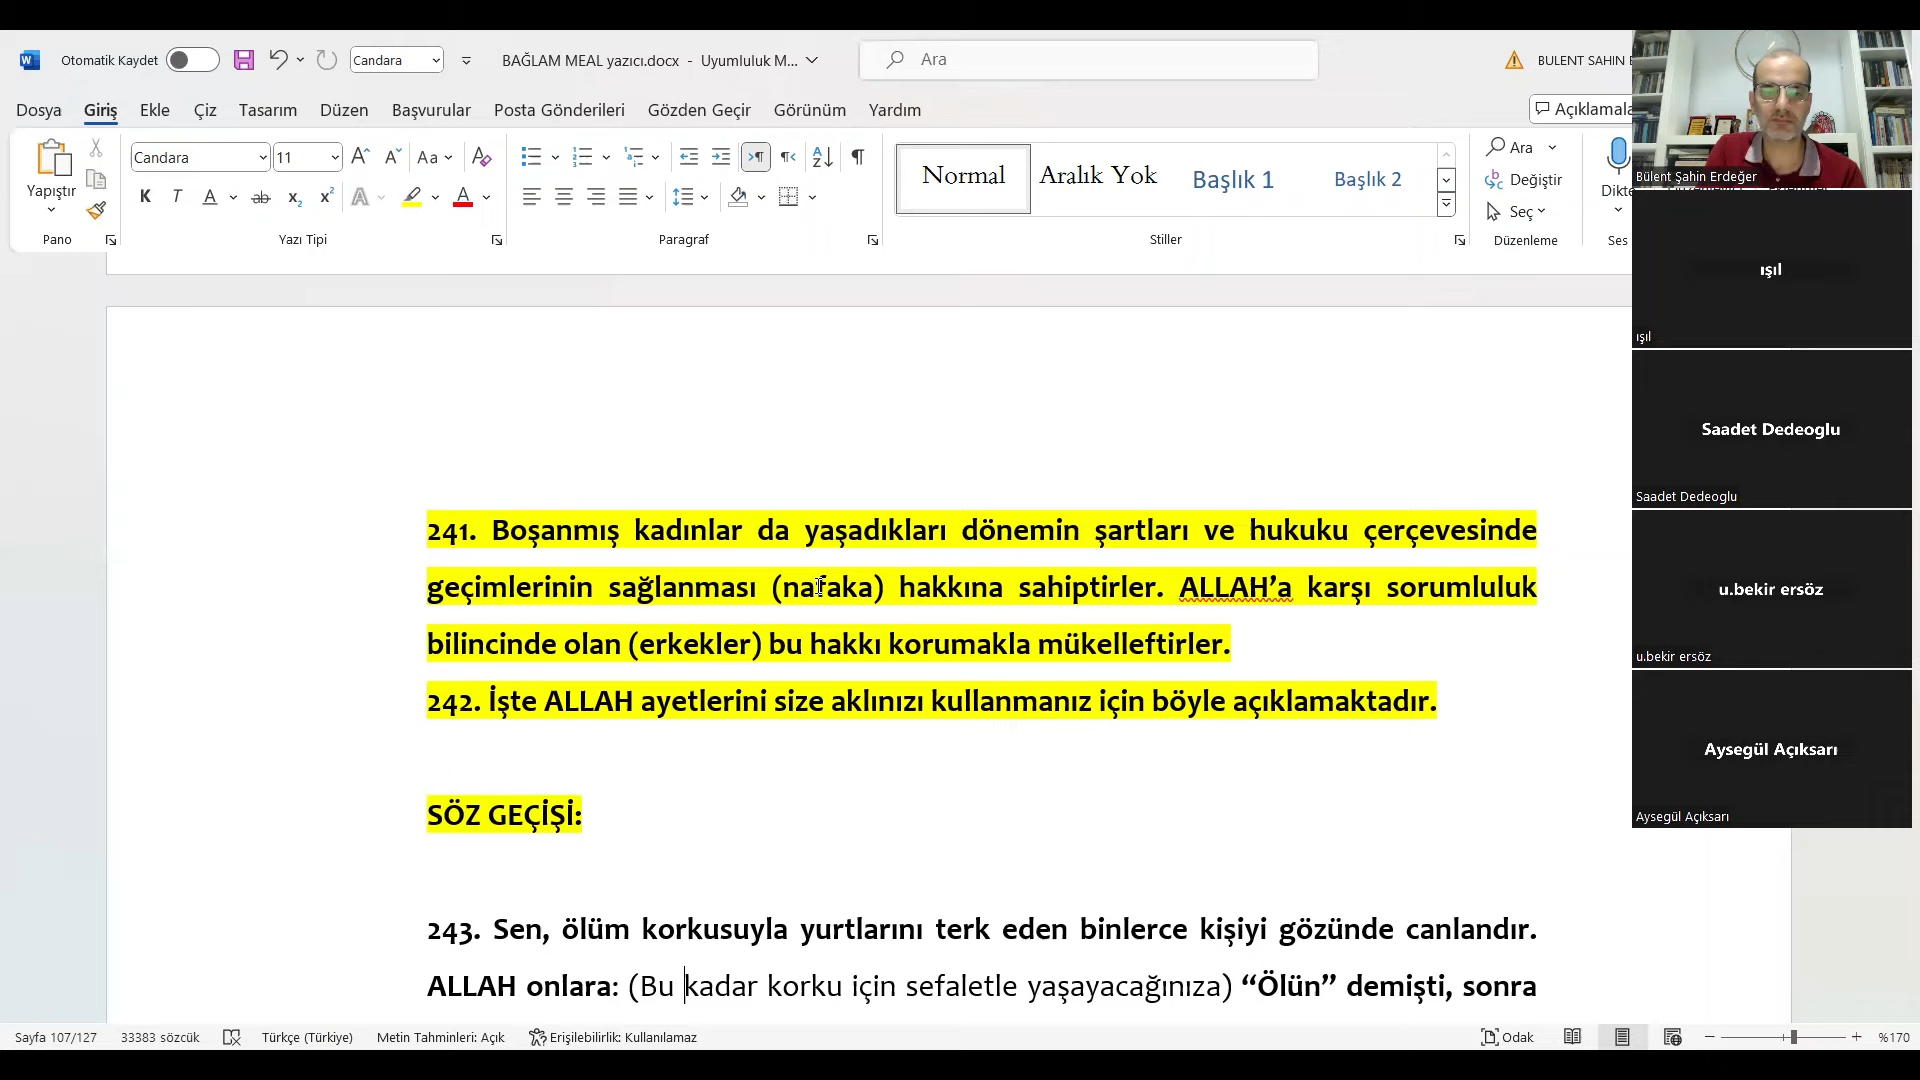 Otomatik Kaydet
Candara
BAĞLAM MEAL yazıcı.docx - Uyumluluk M...
Ara
BULENT SAHIN E
Dosya Giriş Ekle Çiz Tasarım Düzen Başvurular Posta Gönderileri Gözden Geçir Görünüm Yardım
Açıklamala
Yapıştır
Pano
Candara 11
Aa
K T A ab x₂ x² A A
Yazı Tipi
Paragraf
Normal
Aralık Yok
Başlık 1
Başlık 2
Stiller
Ara
Değiştir
Seç
Düzenleme
Dikte
Ses
Bülent Şahin Erdeğer
ışıl
ışıl
Saadet Dedeoglu
Saadet Dedeoglu
u.bekir ersöz
u.bekir ersöz
Aysegül Açıksarı
Aysegül Açıksarı
241. Boşanmış kadınlar da yaşadıkları dönemin şartları ve hukuku çerçevesinde
geçimlerinin sağlanması (nafaka) hakkına sahiptirler. ALLAH’a karşı sorumluluk
bilincinde olan (erkekler) bu hakkı korumakla mükelleftirler.
242. İşte ALLAH ayetlerini size aklınızı kullanmanız için böyle açıklamaktadır.
SÖZ GEÇİŞİ:
243. Sen, ölüm korkusuyla yurtlarını terk eden binlerce kişiyi gözünde canlandır.
ALLAH onlara: (Bu kadar korku için sefaletle yaşayacağınıza) “Ölün” demişti, sonra
Sayfa 107/127 33383 sözcük Türkçe (Türkiye) Metin Tahminleri: Açık Erişilebilirlik: Kullanılamaz
Odak
%170